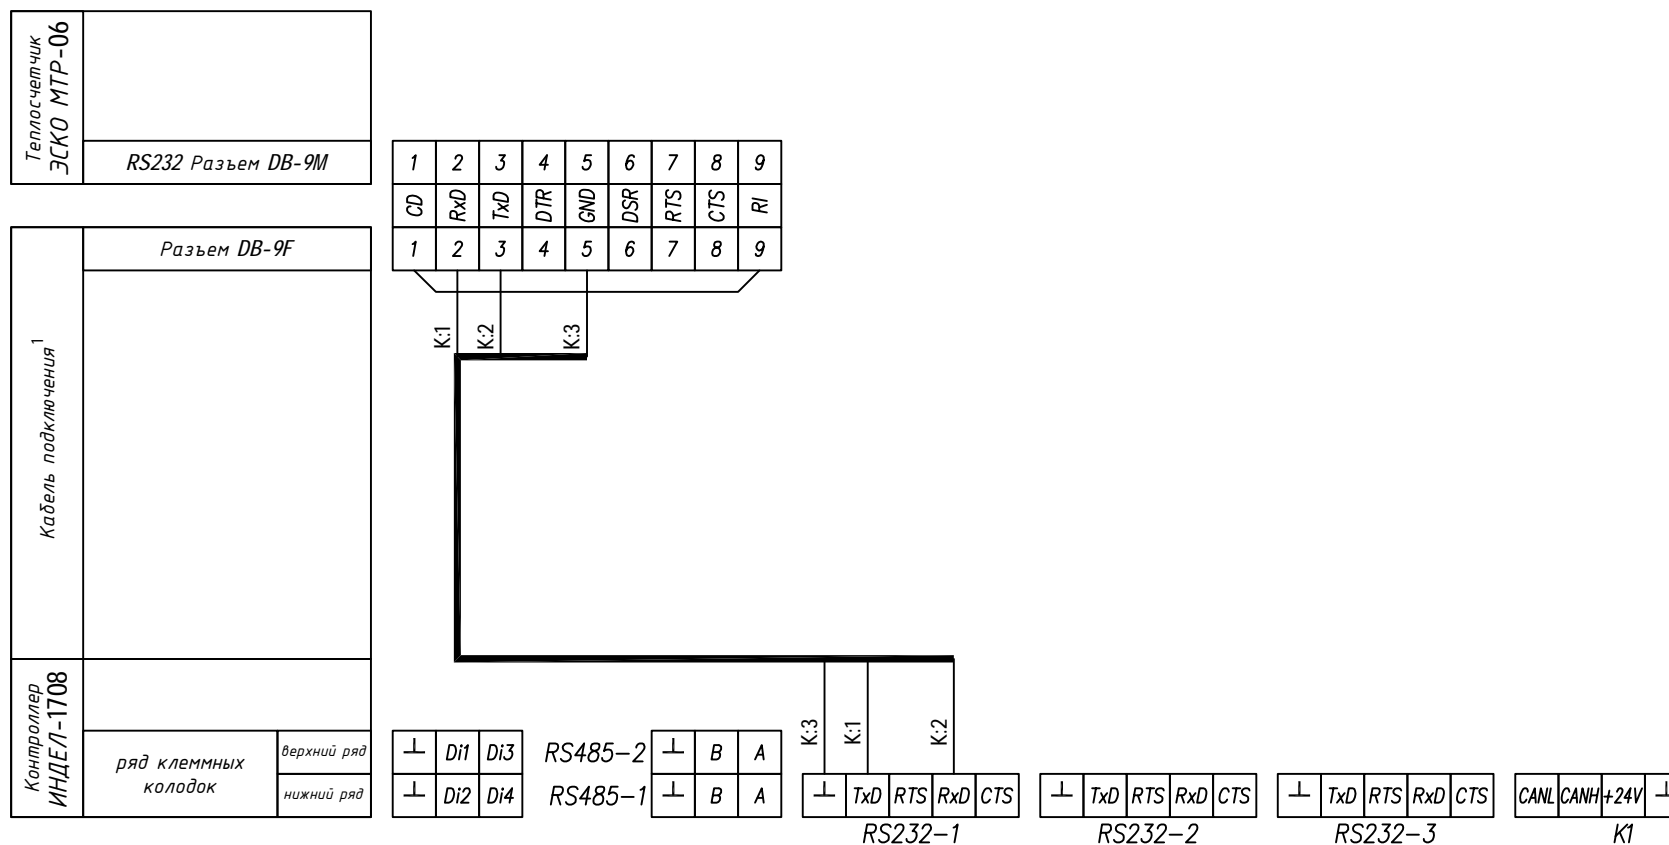 Теплосчетчик
ЭСКО МТР-06
RS232 Разъем DB-9M
1 2 3 4 5 6 7 8 9
CD RxD TxD DTR GND DSR RTS CTS RI
Разъем DB-9F
1 2 3 4 5 6 7 8 9
K:1 K:2 K:3
Кабель подключения1
Контроллер
ИНДЕЛ-1708
ряд клеммных
колодок
верхний ряд
нижний ряд
⊥ Di1 Di3 RS485-2 ⊥ B A
K:3 K:1 K:2
⊥ Di2 Di4 RS485-1 ⊥ B A
⊥ TxD RTS RxD CTS
RS232-1
⊥ TxD RTS RxD CTS
RS232-2
⊥ TxD RTS RxD CTS
RS232-3
CANL CANH +24V ⊥
K1